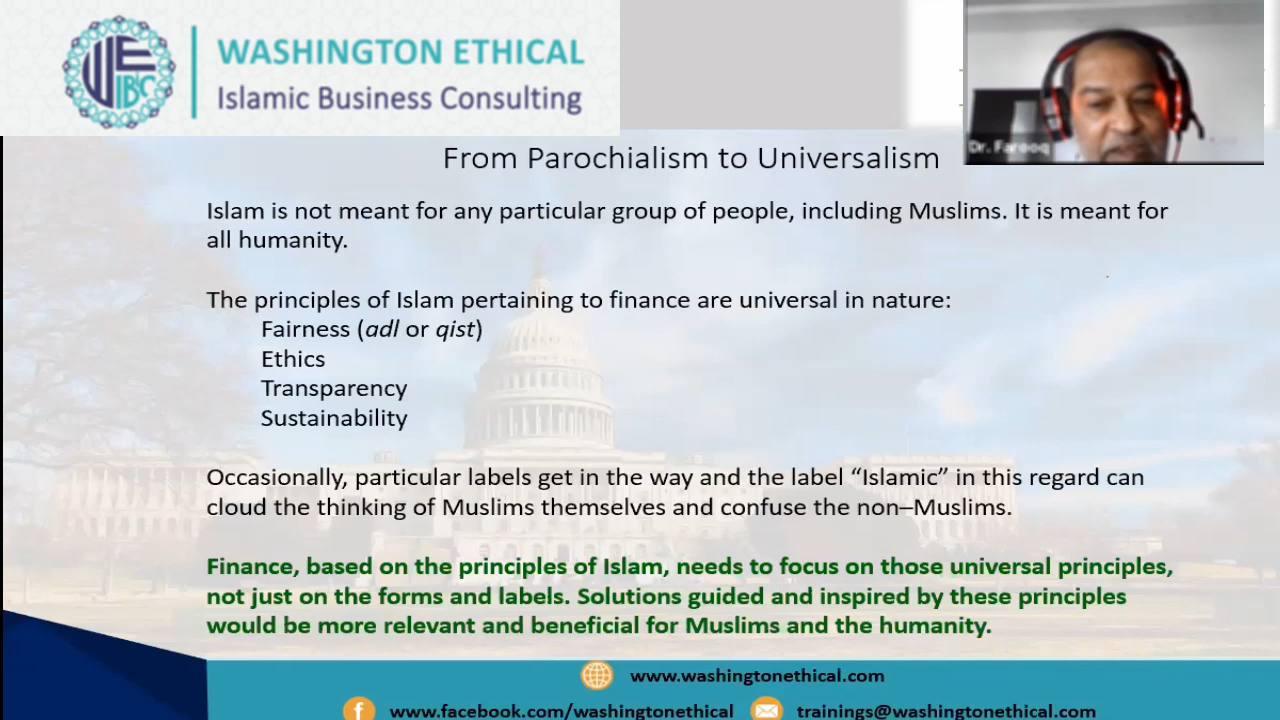 WEIBC
WASHINGTON ETHICAL
Islamic Business Consulting
Dr. Farooq
From Parochialism to Universalism
Islam is not meant for any particular group of people, including Muslims. It is meant for
all humanity.
The principles of Islam pertaining to finance are universal in nature:
Fairness (adl or qist)
Ethics
Transparency
Sustainability
Occasionally, particular labels get in the way and the label “Islamic” in this regard can
cloud the thinking of Muslims themselves and confuse the non–Muslims.
Finance, based on the principles of Islam, needs to focus on those universal principles,
not just on the forms and labels. Solutions guided and inspired by these principles
would be more relevant and beneficial for Muslims and the humanity.
www.washingtonethical.com
f www.facebook.com/washingtonethical trainings@washingtonethical.com